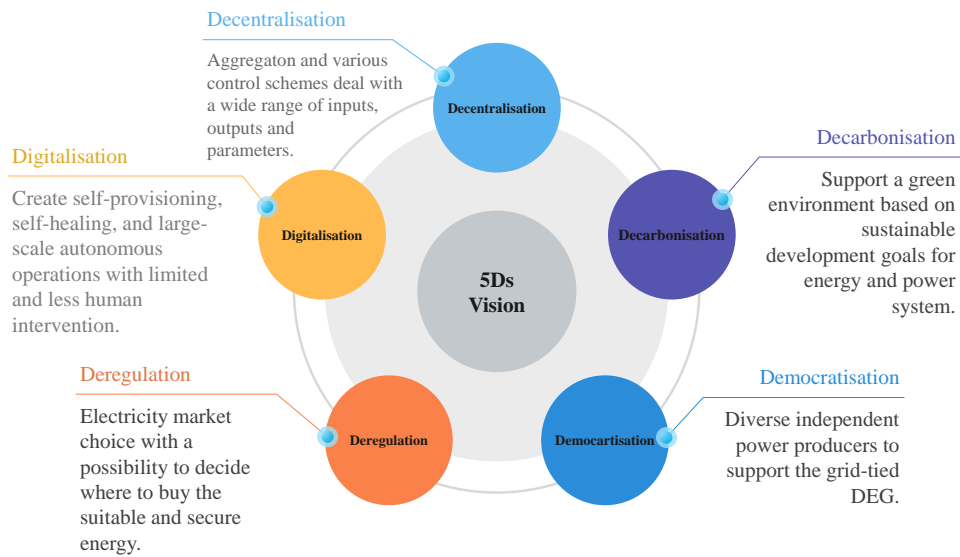 Decentralisation
Aggregaton and various
control schemes deal with
a wide range of inputs,
outputs and
parameters.
Decentralisation
Decarbonisation
Support a green
environment based on
sustainable
development goals for
energy and power
system.
Decarbonisation
Digitalisation
Create self-provisioning,
self-healing, and large-
scale autonomous
operations with limited
and less human
intervention.
Digitalisation
5Ds
Vision
Deregulation
Electricity market
choice with a
possibility to decide
where to buy the
suitable and secure
energy.
Deregulation
Democartisation
Democratisation
Diverse independent
power producers to
support the grid-tied
DEG.